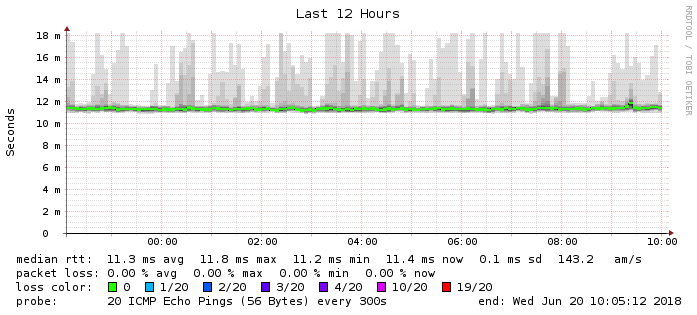 Last 12 Hours
RRDTOOL / TOBI OETIKER
Seconds
18 m
16 m
14 m
12 m
10 m
8 m
6 m
4 m
2 m
0
00:00 02:00 04:00 06:00 08:00 10:00
median rtt: 11.3 ms avg 11.8 ms max 11.2 ms min 11.4 ms now 0.1 ms sd 143.2 am/s
packet loss: 0.00 % avg 0.00 % max 0.00 % min 0.00 % now
loss color: 0 1/20 2/20 3/20 4/20 10/20 19/20
probe: 20 ICMP Echo Pings (56 Bytes) every 300s end: Wed Jun 20 10:05:12 2018